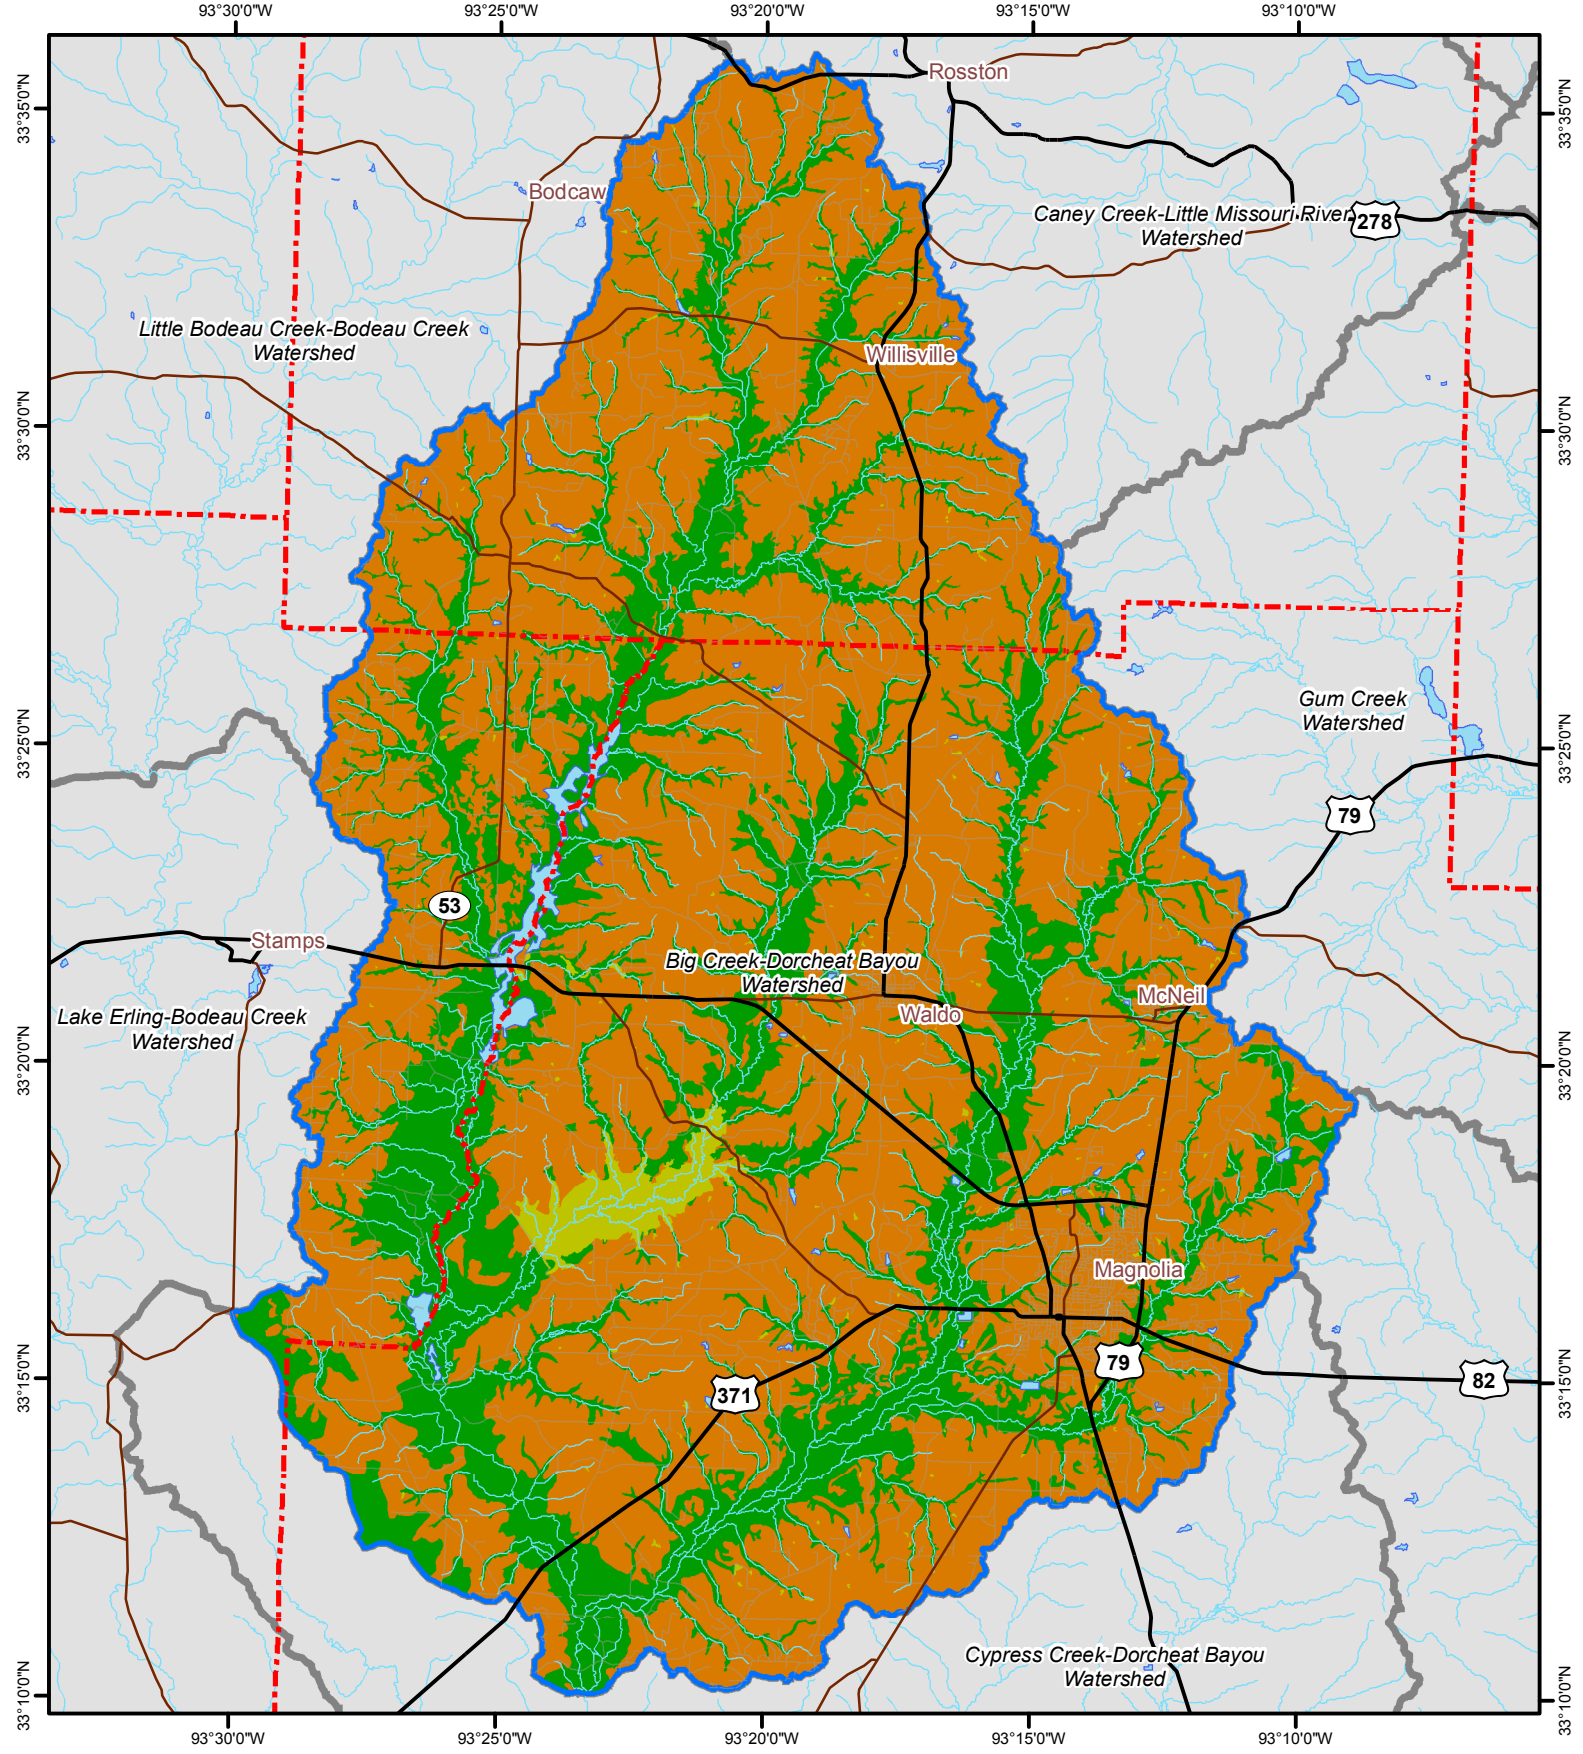 93°30'0"W
93°25'0"W
93°20'0"W
93°15'0"W
93°10'0"W
33°35'0"N
33°35'0"N
Rosston
Bodcaw
Caney Creek-Little Missouri River
Watershed
278
Little Bodeau Creek-Bodeau Creek
Watershed
Willisville
33°30'0"N
33°30'0"N
Gum Creek
Watershed
33°25'0"N
33°25'0"N
79
53
Stamps
Big Creek-Dorcheat Bayou
Watershed
McNeil
Waldo
Lake Erling-Bodeau Creek
Watershed
33°20'0"N
33°20'0"N
Magnolia
79
33°15'0"N
33°15'0"N
371
82
Cypress Creek-Dorcheat Bayou
Watershed
33°10'0"N
33°10'0"N
93°30'0"W
93°25'0"W
93°20'0"W
93°15'0"W
93°10'0"W